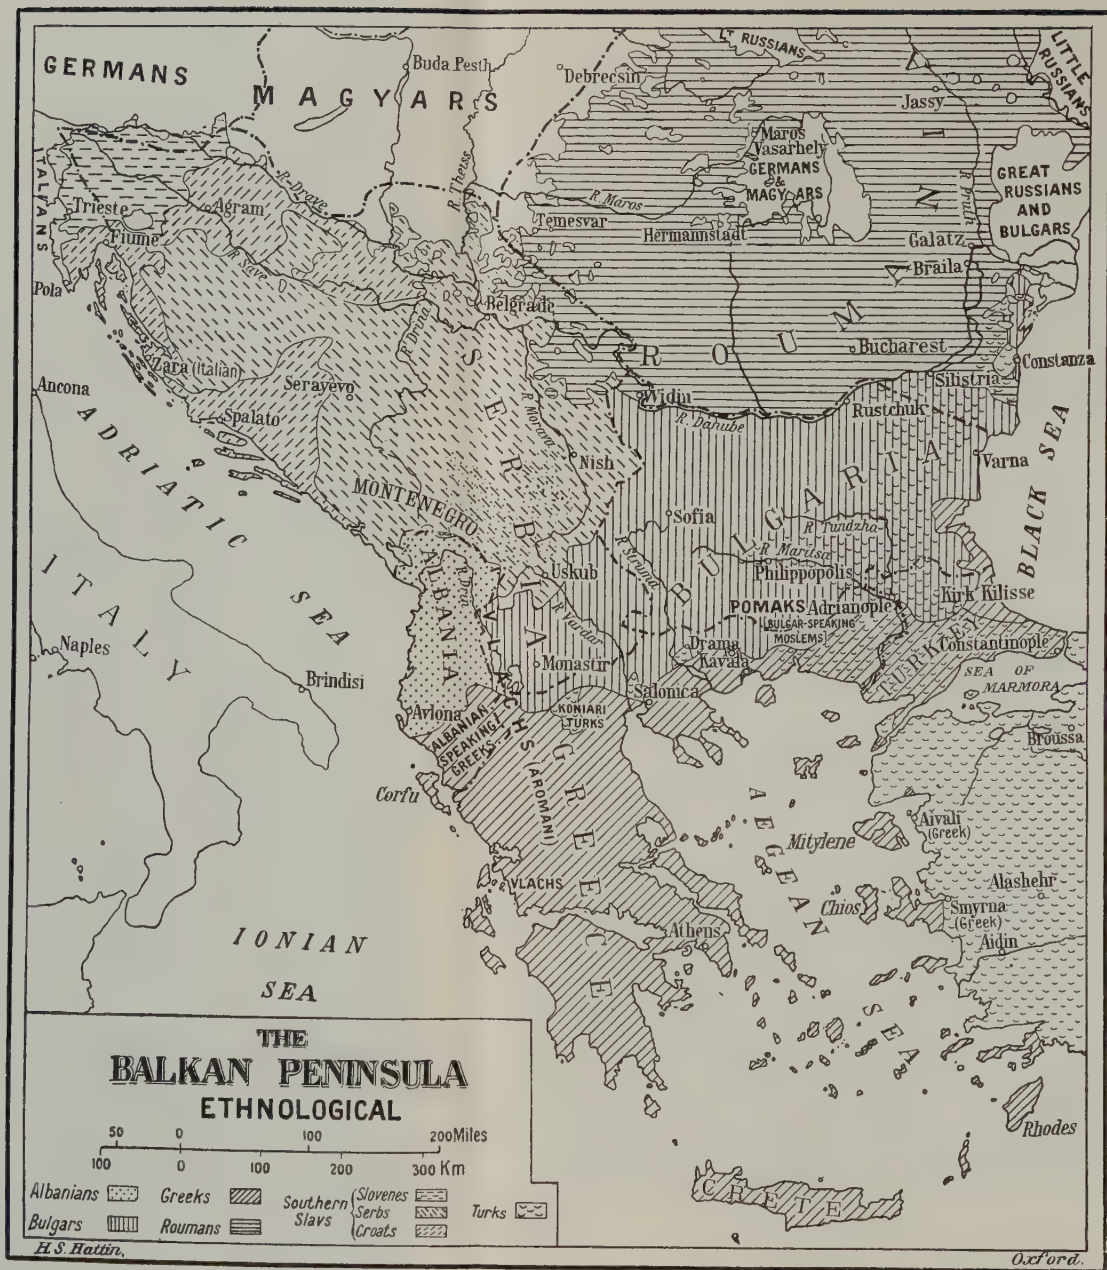 GERMANS
MAGYARS
Buda Pesth
Debrecsin
LT RUSSIANS
LITTLE
RUSSIANS
Jassy
Maros
Vasarhely
GERMANS
&
MAGYARS
GREAT
RUSSIANS
AND
BULGARS
ITALIANS
R. Drave
R. Theiss
R. Maros
R. Pruth
Trieste
Agram
Fiume
Temesvar
Hermannstadt
Galatz
R. Save
Braila
Pola
Belgrade
R. Drina
ROUMANIA
Bucharest
Constanza
Zara (Italian)
Serayevo
Silistria
Ancona
Widin
Rustchuk
R. Morava
R. Danube
Spalato
SERBIA
Nish
Varna
ADRIATIC SEA
MONTENEGRO
BULGARIA
BLACK SEA
Sofia
R. Tundzha
R. Maritsa
R. Struma
Philippopolis
Uskub
R. Drin
ALBANIA
R. Vardar
POMAKS
BULGAR-SPEAKING
MOSLEMS
Adrianople
Kirk Kilisse
ITALY
Naples
Monastir
Drama
Kavala
TURKEY
Constantinople
Brindisi
Salonica
SEA OF
MARMORA
Avlona
KONIARI
TURKS
ALBANIAN
SPEAKING
GREEKS
VLACHS (AROMANI)
Broussa
Corfu
GREECE
AEGEAN SEA
Aivali
(Greek)
Mitylene
VLACHS
Alashehr
Chios
Smyrna
(Greek)
IONIAN
SEA
Athens
Aidin
Rhodes
CRETE
THE
BALKAN PENINSULA
ETHNOLOGICAL
50 0 100 200 Miles
100 0 100 200 300 Km
Albanians Greeks Southern Slavs Slovenes Serbs Croats Turks
Bulgars Roumans
H.S. Hattin,
Oxford.